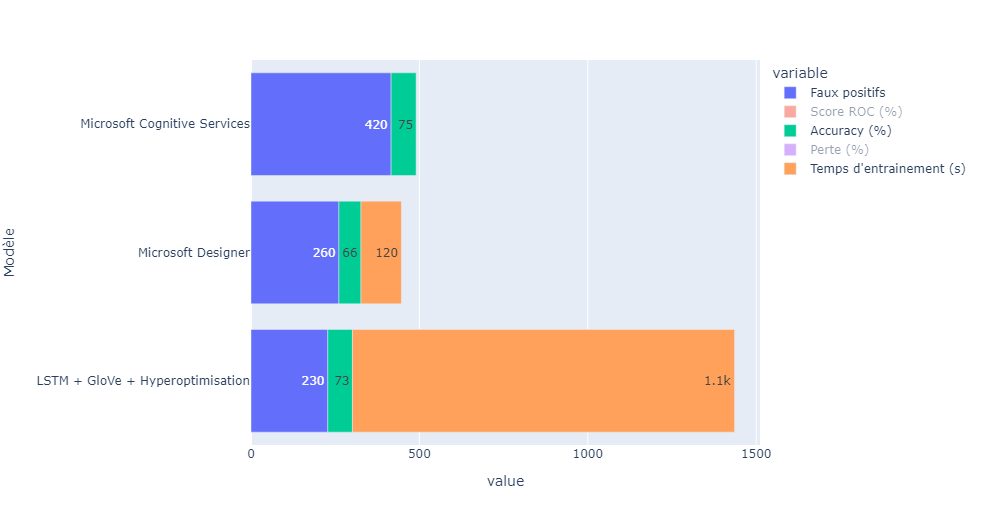 variable
Faux positifs
Score ROC (%)
Accuracy (%)
Perte (%)
Temps d'entrainement (s)
Modèle
Microsoft Cognitive Services
420
75
Microsoft Designer
260
66
120
LSTM + GloVe + Hyperoptimisation
230
73
1.1k
0
500
1000
1500
value